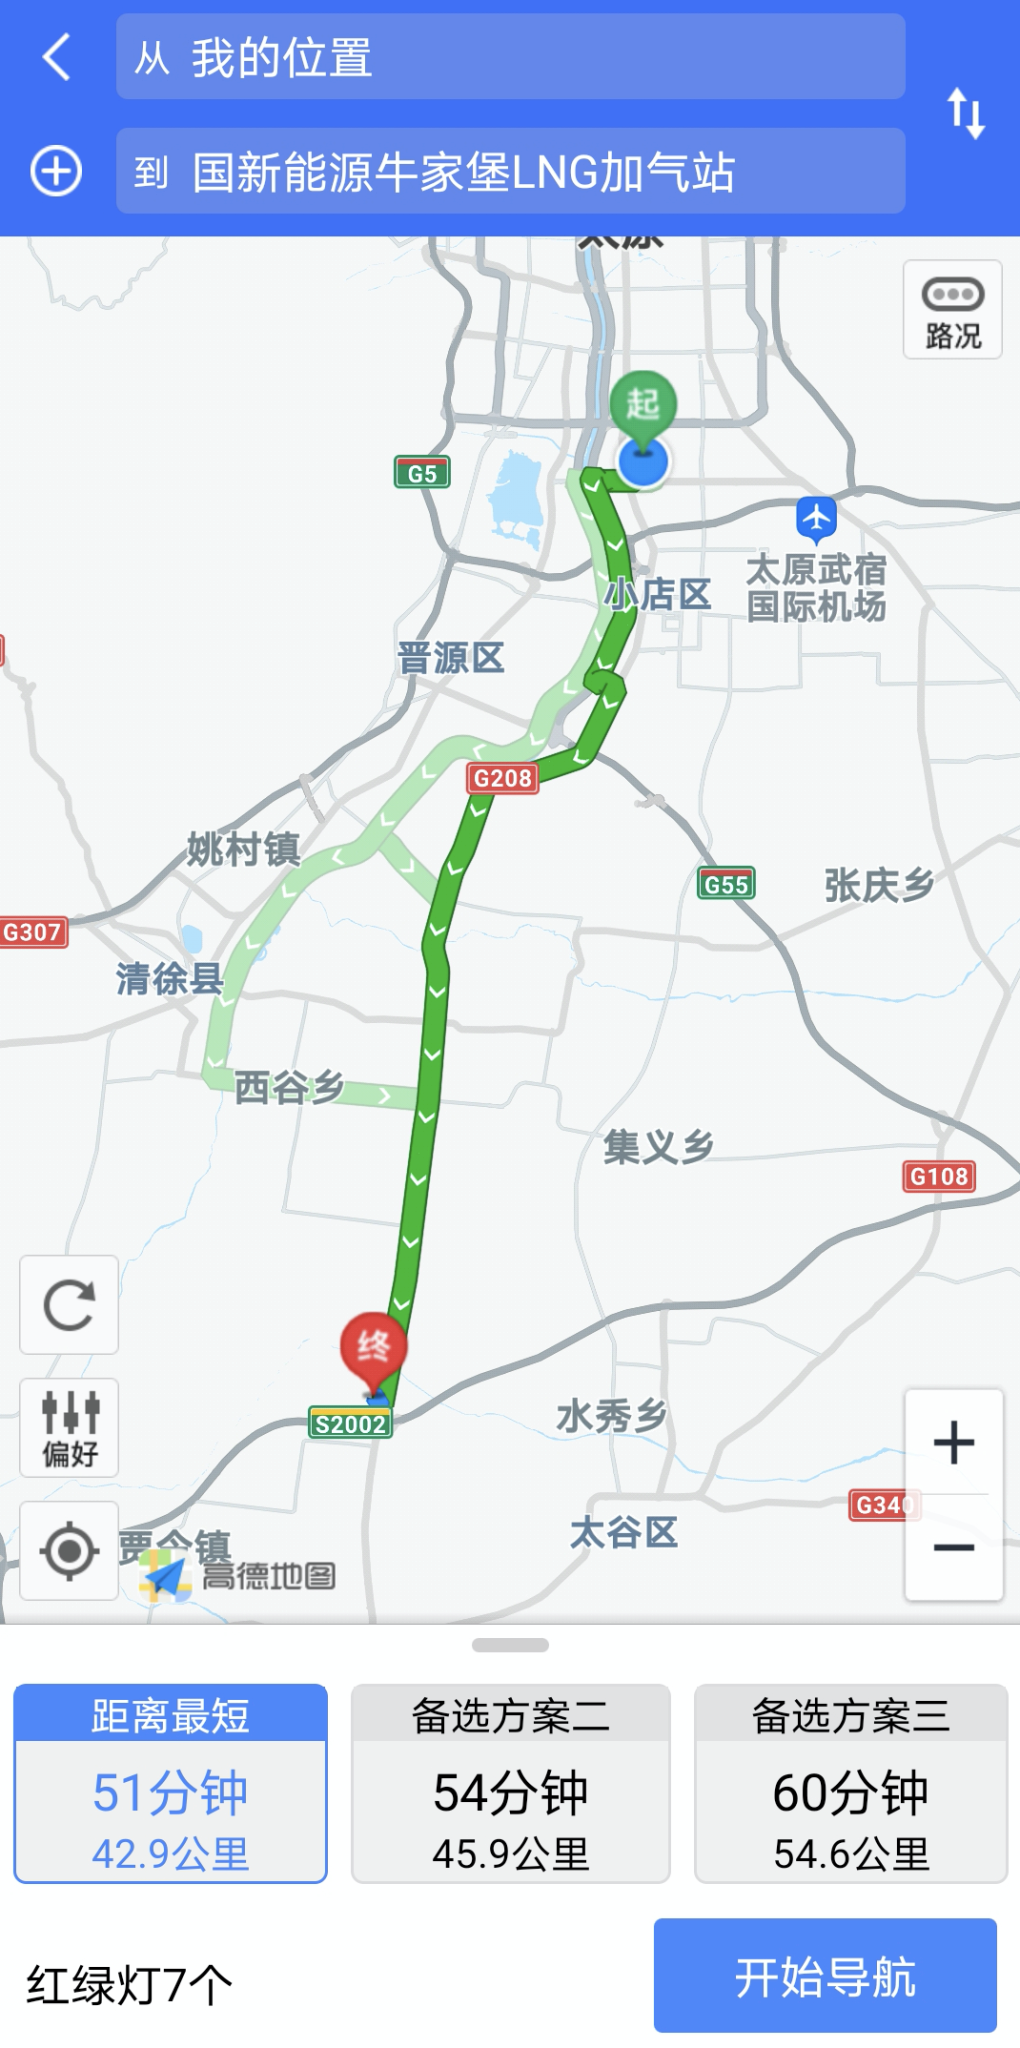 从 我的位置
到 国新能源牛家堡LNG加气站
太原
路况
起
G5
太原武宿
国际机场
小店区
晋源区
G208
姚村镇
G55
张庆乡
G307
清徐县
西谷乡
集义乡
G108
终
S2002
水秀乡
偏好
G340
太谷区
贾令镇
高德地图
距离最短
51分钟
42.9公里
备选方案二
54分钟
45.9公里
备选方案三
60分钟
54.6公里
红绿灯7个
开始导航